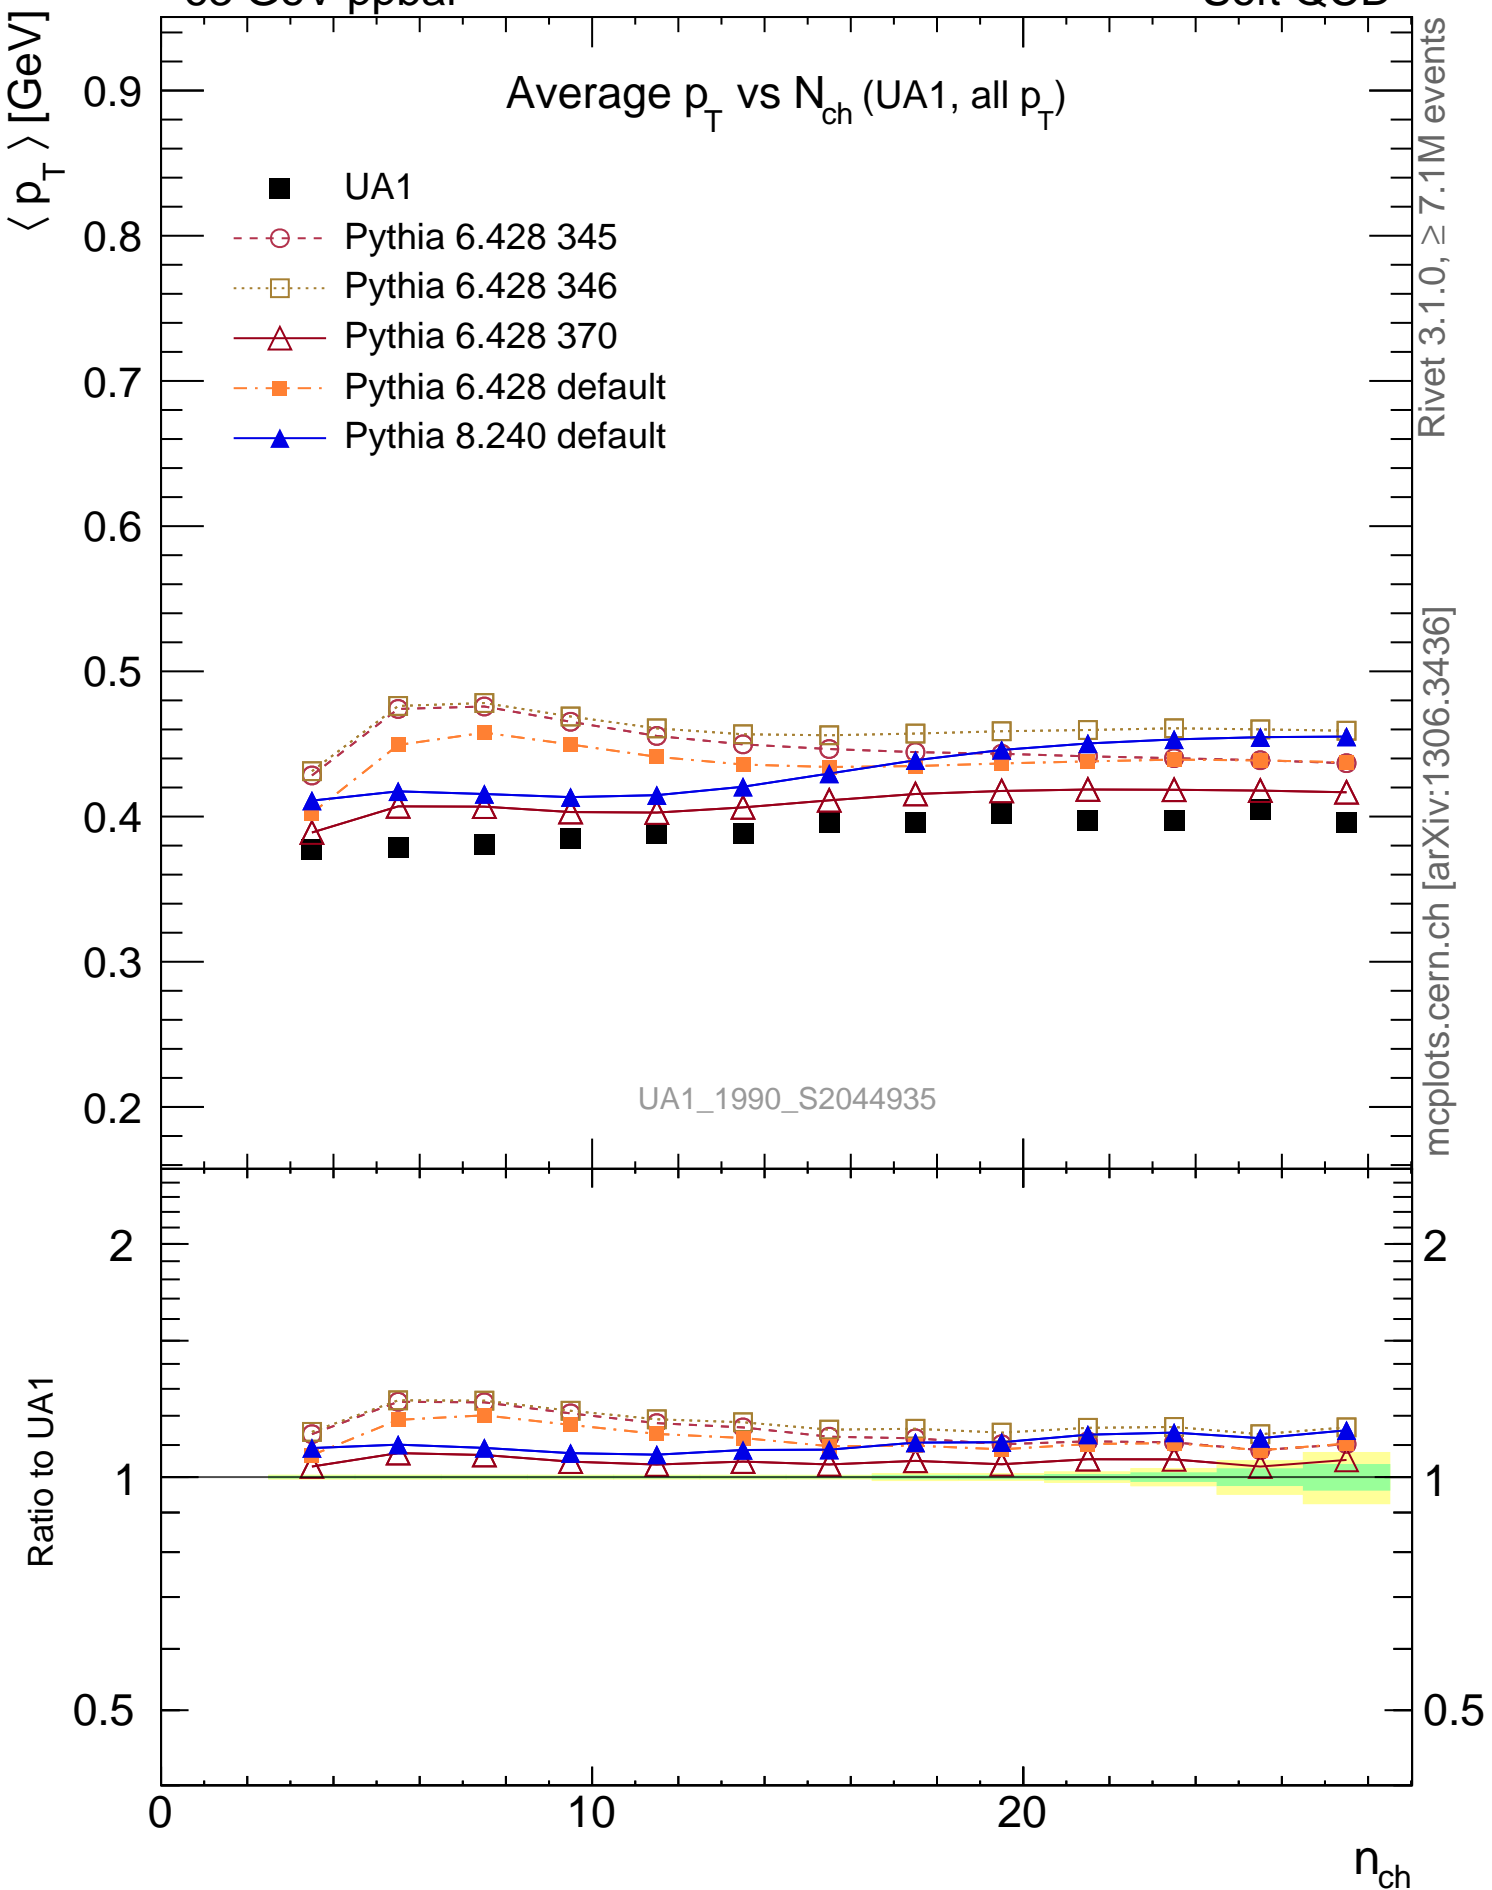 ⟨ p_T ⟩ [GeV]
Average p_T vs N_ch (UA1, all p_T)
UA1
Pythia 6.428 345
Pythia 6.428 346
Pythia 6.428 370
Pythia 6.428 default
Pythia 8.240 default
0.9
0.8
0.7
0.6
0.5
0.4
0.3
0.2
UA1_1990_S2044935
Rivet 3.1.0, ≥ 7.1M events
mcplots.cern.ch [arXiv:1306.3436]
Ratio to UA1
2
1
0.5
2
1
0.5
0
10
20
n_ch